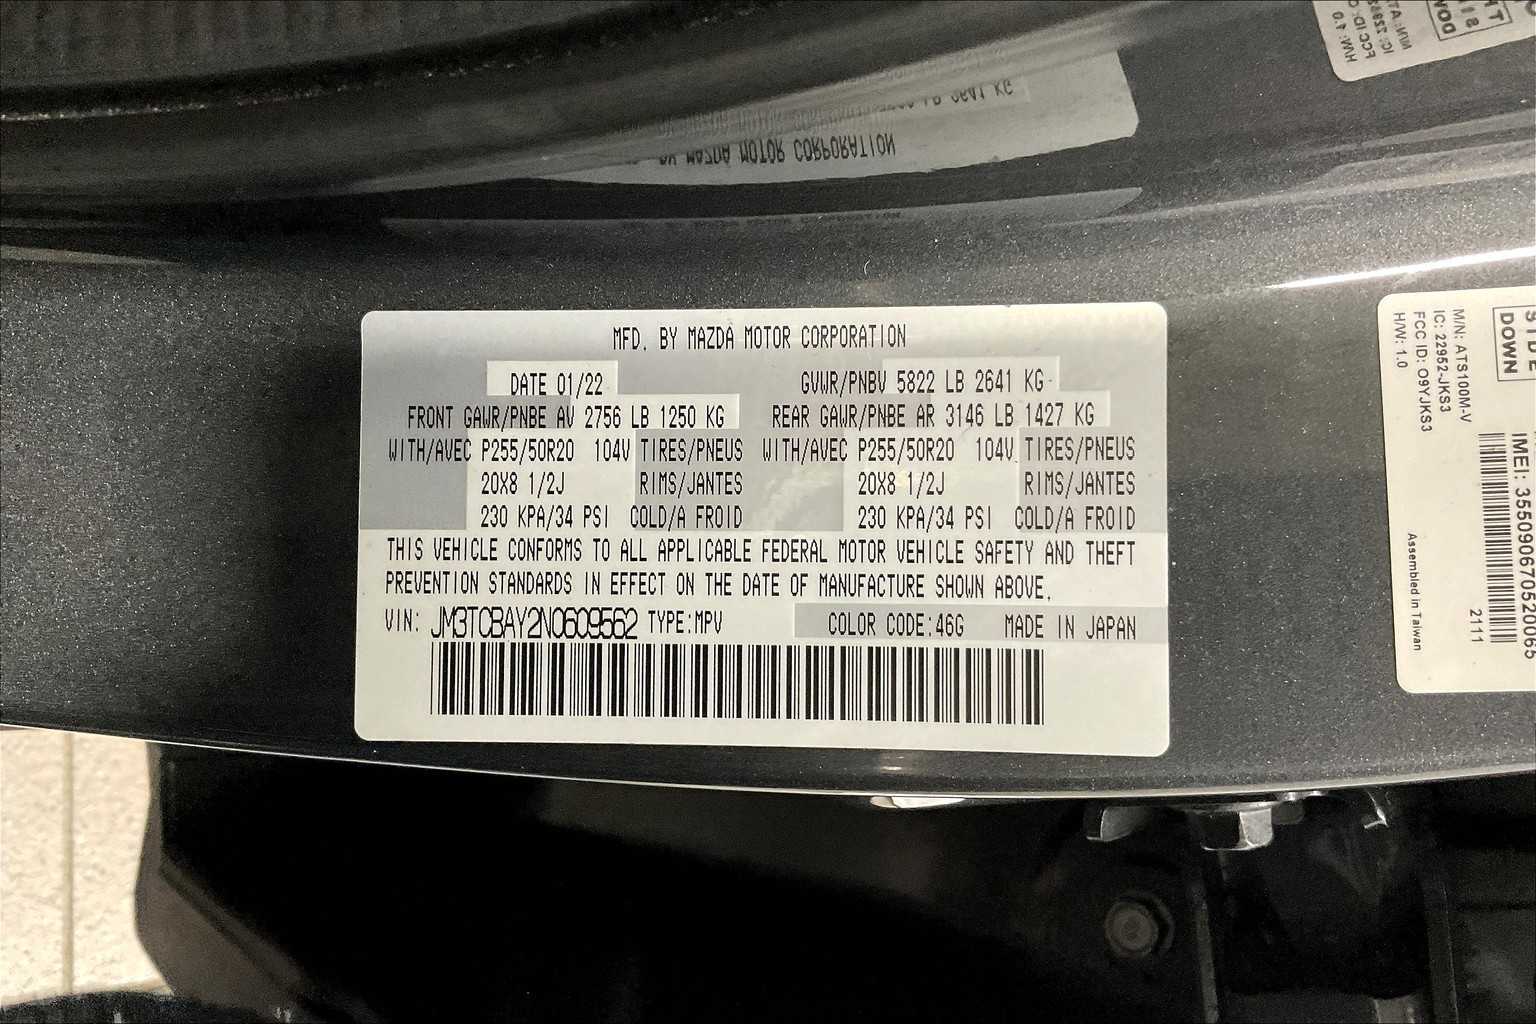 MFD. BY MAZDA MOTOR CORPORATION
DATE 01/22 GVWR/PNBV 5822 LB 2641 KG
FRONT GAWR/PNBE AV 2756 LB 1250 KG REAR GAWR/PNBE AR 3146 LB 1427 KG
WITH/AVEC P255/50R20 104V TIRES/PNEUS WITH/AVEC P255/50R20 104V TIRES/PNEUS
20X8 1/2J RIMS/JANTES 20X8 1/2J RIMS/JANTES
230 KPA/34 PSI COLD/A FROID 230 KPA/34 PSI COLD/A FROID
THIS VEHICLE CONFORMS TO ALL APPLICABLE FEDERAL MOTOR VEHICLE SAFETY AND THEFT
PREVENTION STANDARDS IN EFFECT ON THE DATE OF MANUFACTURE SHOWN ABOVE.
VIN: JM3TCBAY2N0609562 TYPE:MPV COLOR CODE:46G MADE IN JAPAN
SIDE
DOWN
M/N: ATS100M-V
IC: 22952-JKS3
FCC ID: O9YJKS3
H/W: 1.0
IMEI: 355090670520065
2111
Assembled in Taiwan